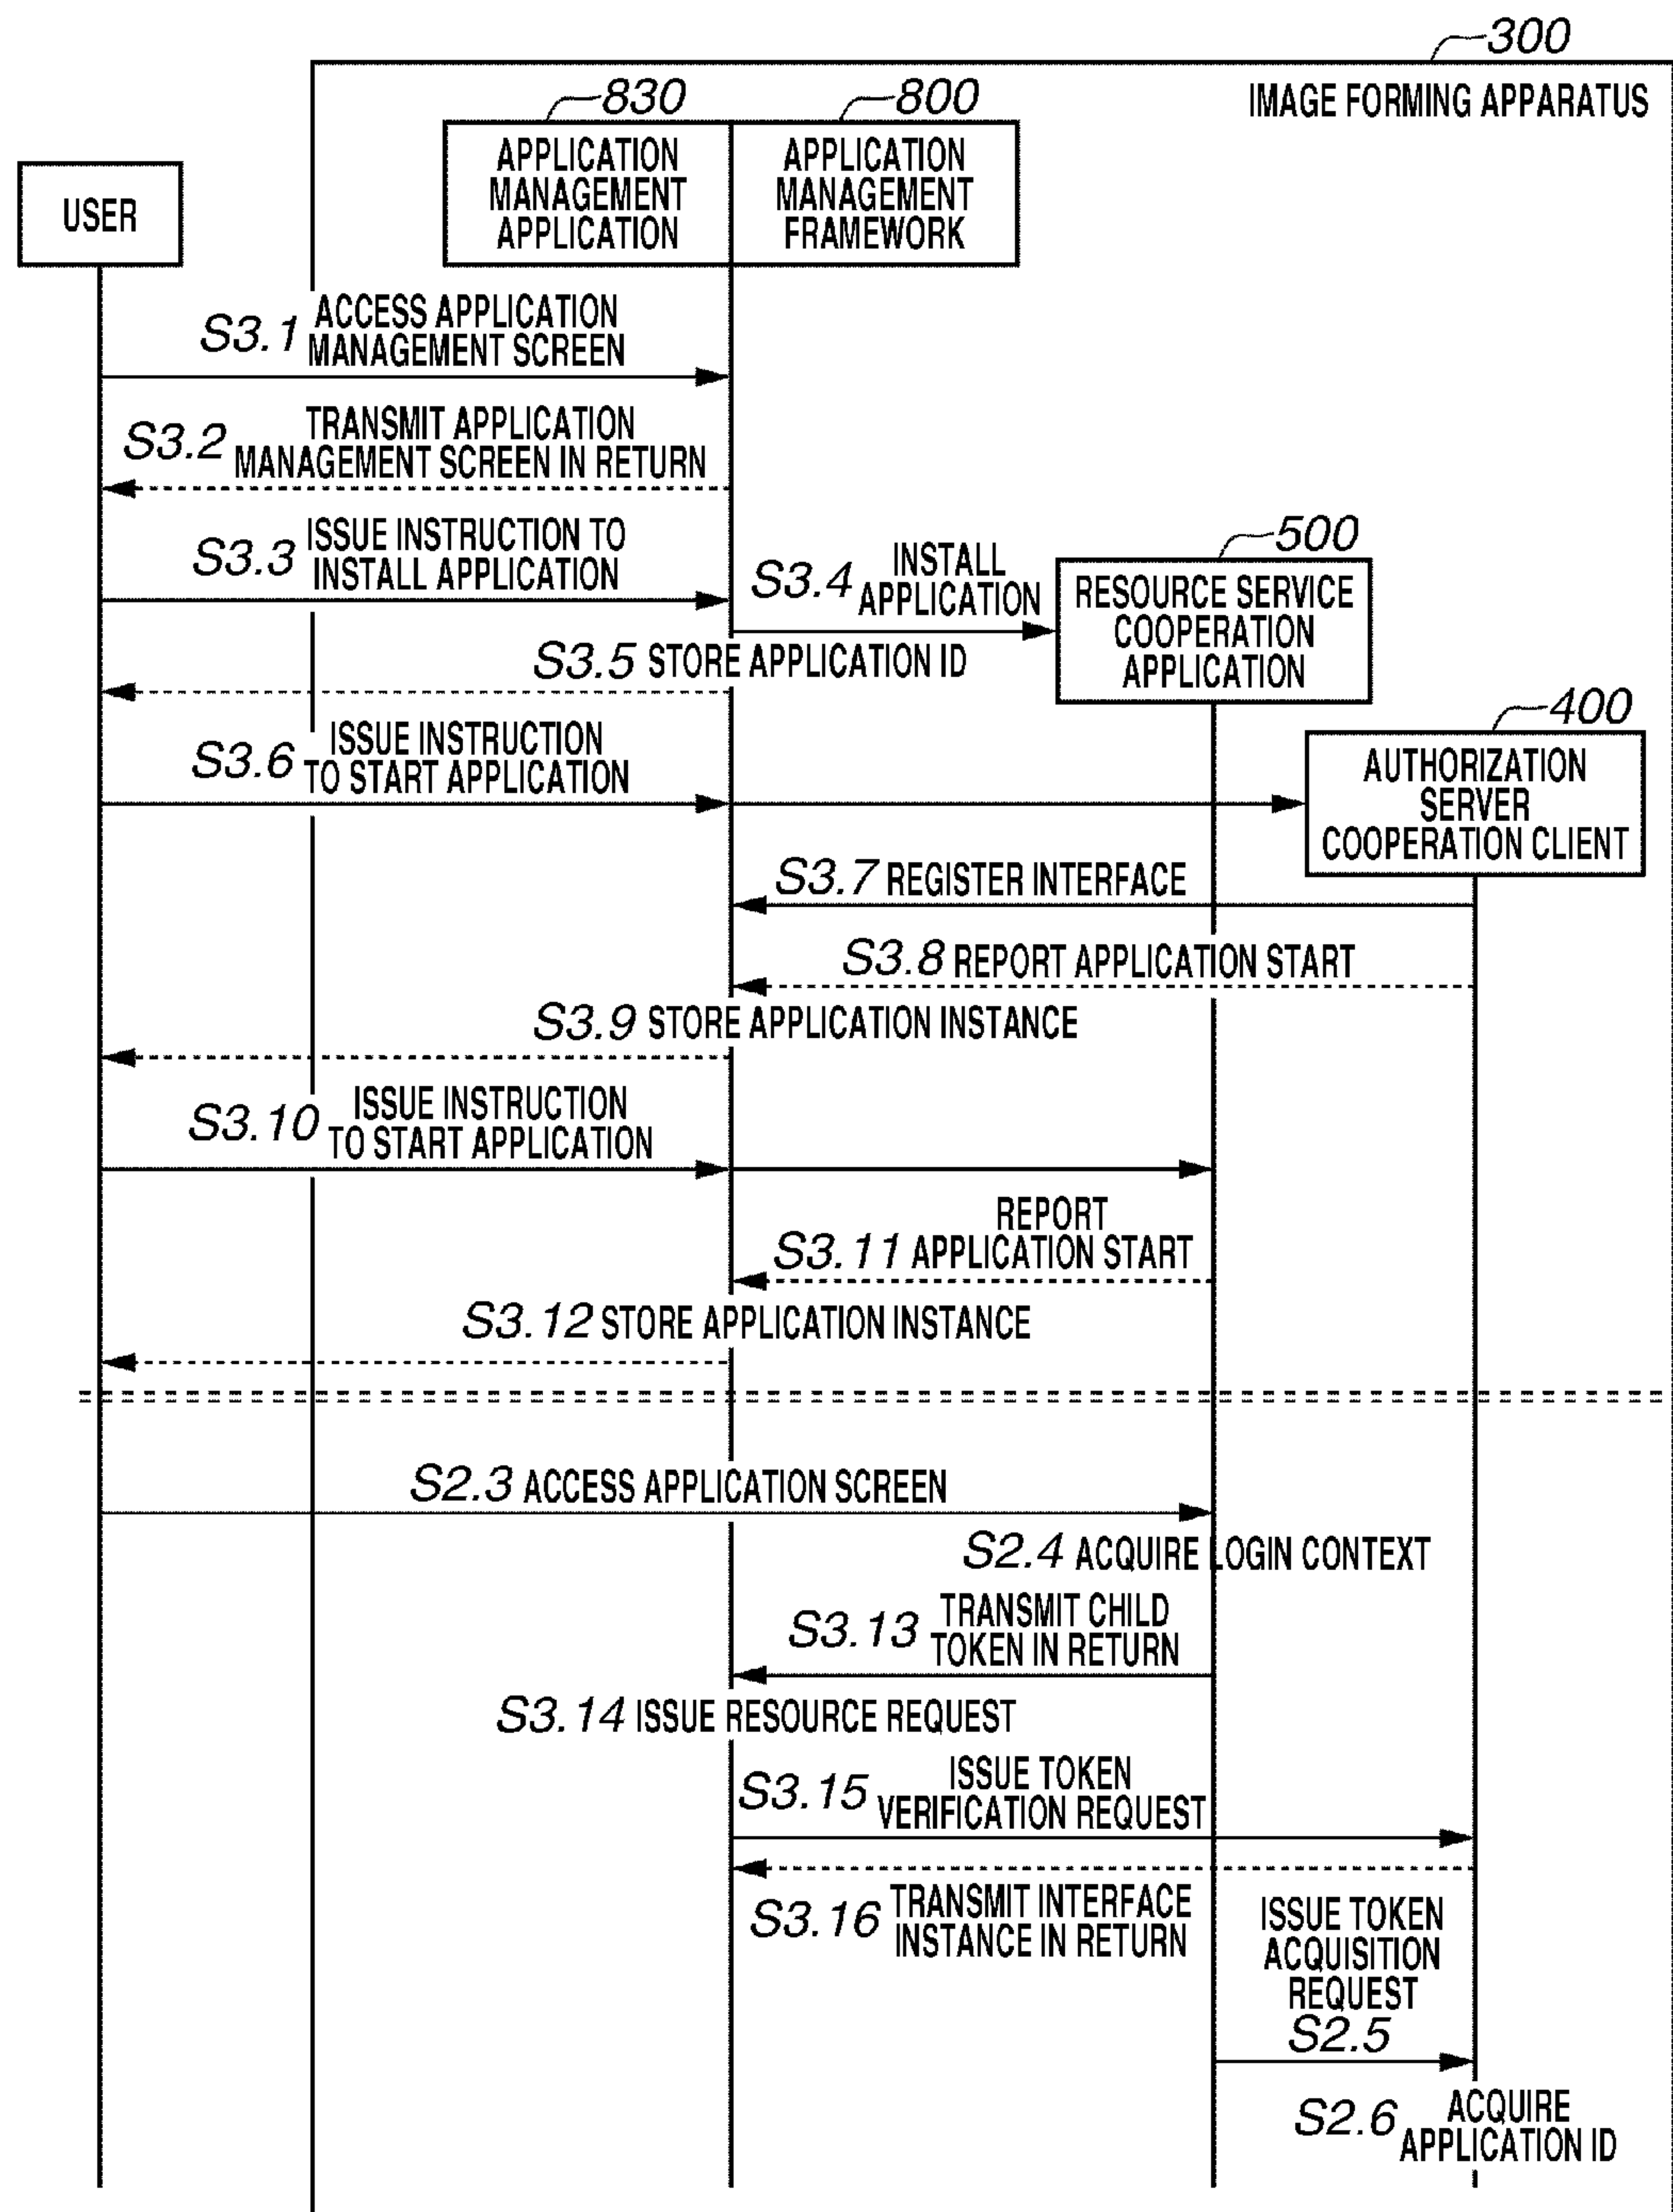 300
IMAGE FORMING APPARATUS
830
800
APPLICATION
MANAGEMENT
APPLICATION
APPLICATION
MANAGEMENT
FRAMEWORK
USER
S3.1 ACCESS APPLICATION
MANAGEMENT SCREEN
S3.2 TRANSMIT APPLICATION
MANAGEMENT SCREEN IN RETURN
S3.3 ISSUE INSTRUCTION TO
INSTALL APPLICATION
S3.4 INSTALL
APPLICATION
500
RESOURCE SERVICE
COOPERATION
APPLICATION
S3.5 STORE APPLICATION ID
S3.6 ISSUE INSTRUCTION
TO START APPLICATION
400
AUTHORIZATION
SERVER
COOPERATION CLIENT
S3.7 REGISTER INTERFACE
S3.8 REPORT APPLICATION START
S3.9 STORE APPLICATION INSTANCE
S3.10 ISSUE INSTRUCTION
TO START APPLICATION
REPORT
S3.11 APPLICATION START
S3.12 STORE APPLICATION INSTANCE
S2.3 ACCESS APPLICATION SCREEN
S2.4 ACQUIRE LOGIN CONTEXT
S3.13 TRANSMIT CHILD
TOKEN IN RETURN
S3.14 ISSUE RESOURCE REQUEST
S3.15 ISSUE TOKEN
VERIFICATION REQUEST
S3.16 TRANSMIT INTERFACE
INSTANCE IN RETURN
ISSUE TOKEN
ACQUISITION
REQUEST
S2.5
S2.6 ACQUIRE
APPLICATION ID